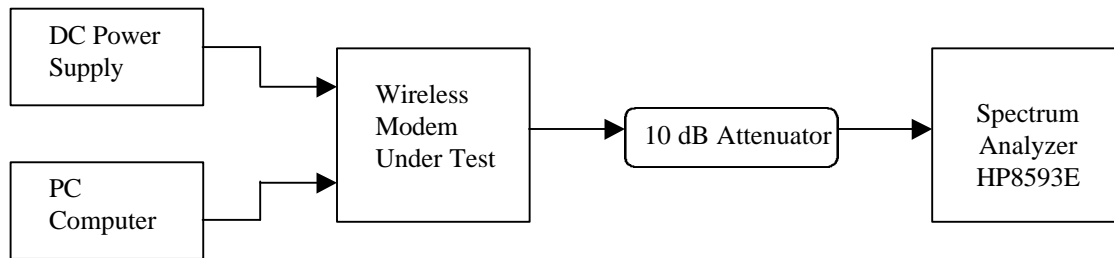 DC Power
Supply
PC
Computer
Wireless
Modem
Under Test
10 dB Attenuator
Spectrum
Analyzer
HP8593E